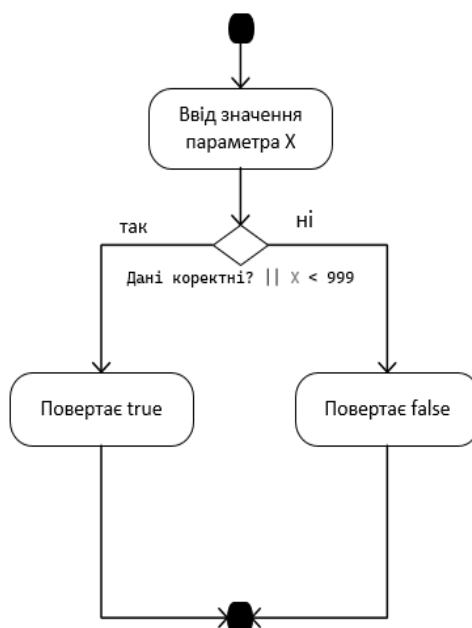 Ввід значення
параметра X
так
ні
Дані коректні? || X < 999
Повертає true
Повертає false